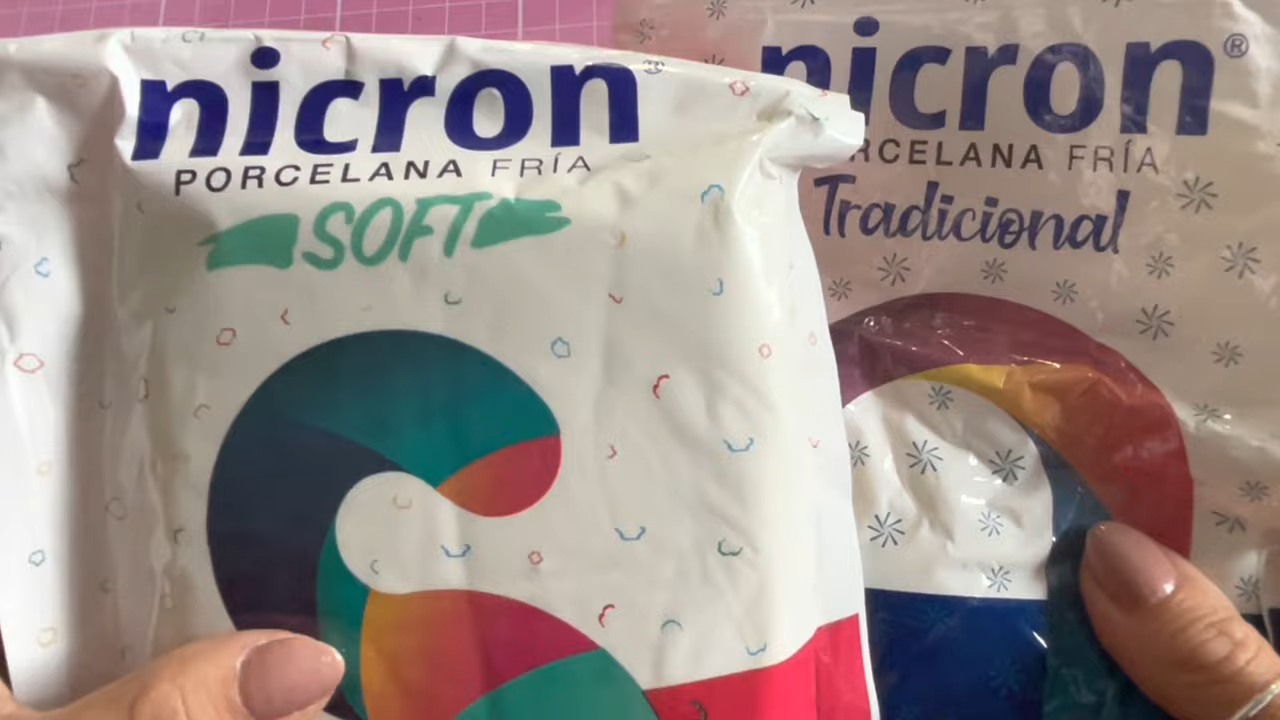 nicron
PORCELANA FRÍA
SOFT
nicron®
RCELANA FRÍA
Tradicional